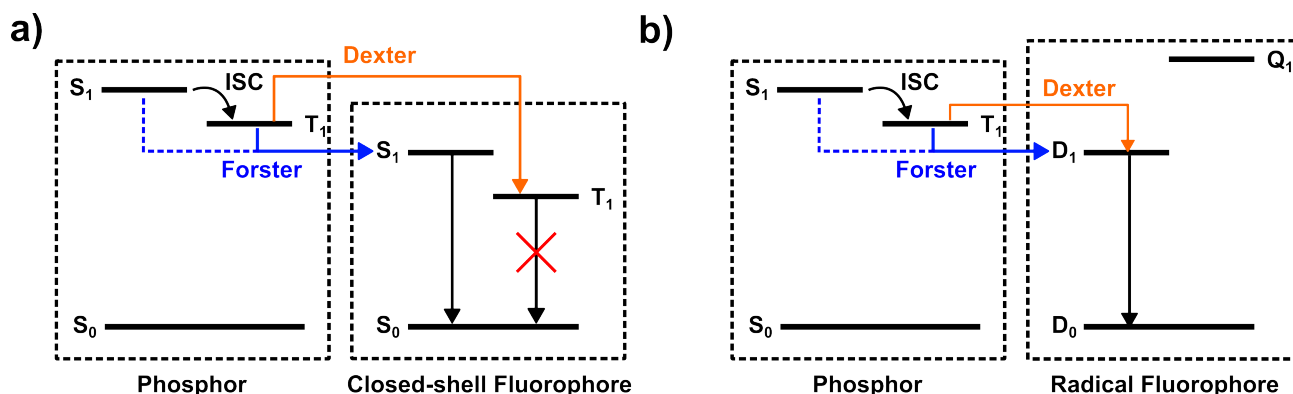 a)
Dexter
S₁
ISC
T₁
Forster
S₁
T₁
S₀
S₀
Phosphor
Closed-shell Fluorophore
b)
Q₁
S₁
ISC
Dexter
T₁
D₁
Forster
S₀
D₀
Phosphor
Radical Fluorophore